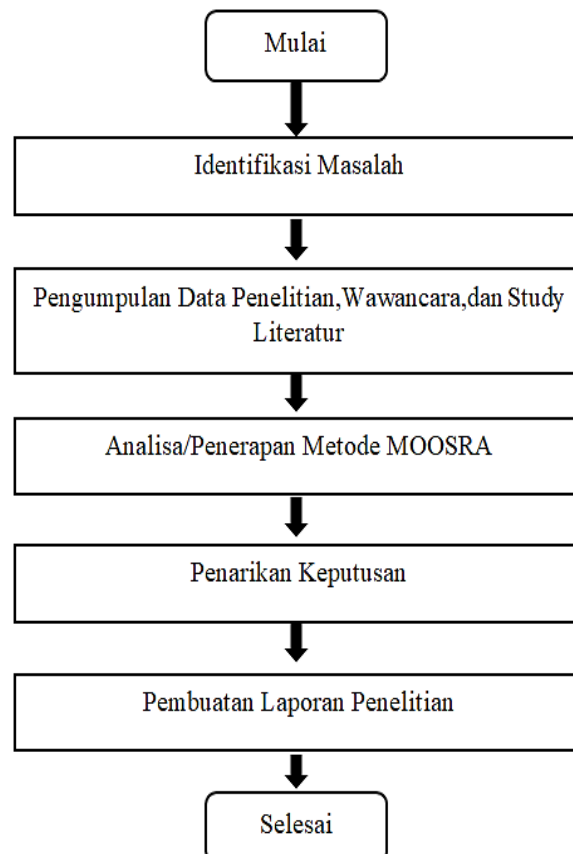 Mulai
Identifikasi Masalah
Pengumpulan Data Penelitian,Wawancara,dan Study
Literatur
Analisa/Penerapan Metode MOOSRA
Penarikan Keputusan
Pembuatan Laporan Penelitian
Selesai